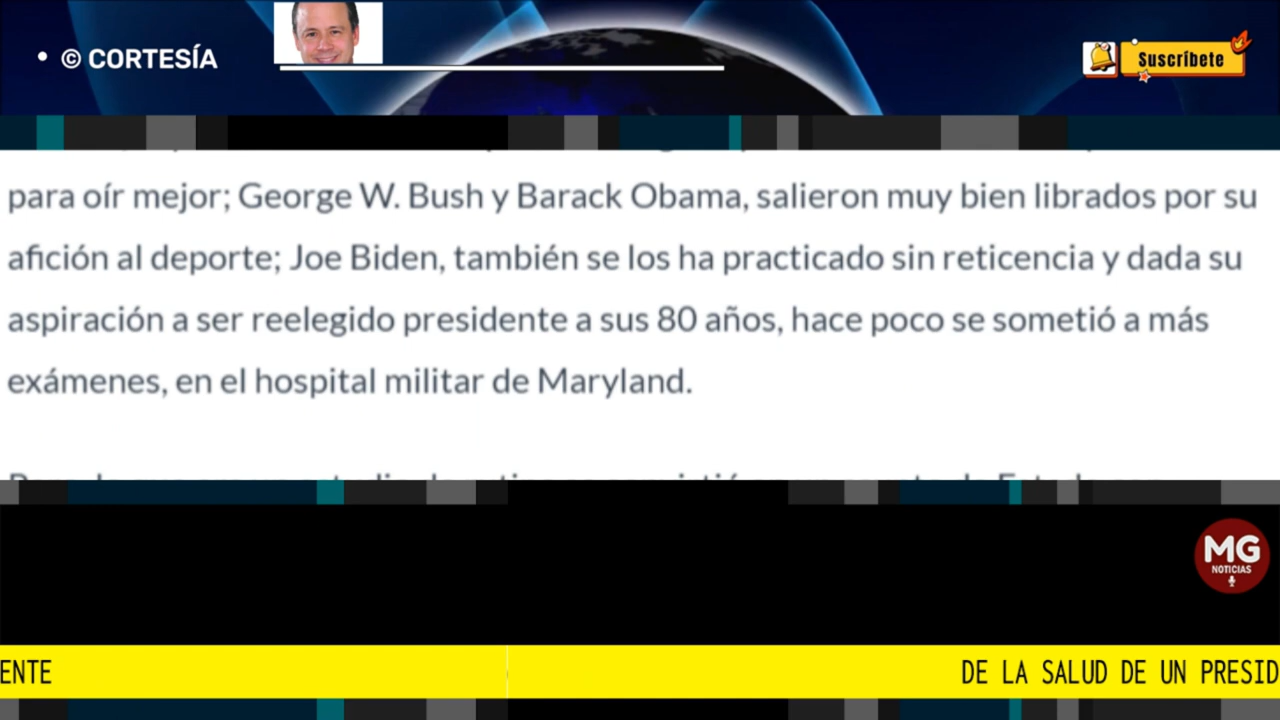 • © CORTESÍA
Suscríbete
para oír mejor; George W. Bush y Barack Obama, salieron muy bien librados por su
afición al deporte; Joe Biden, también se los ha practicado sin reticencia y dada su
aspiración a ser reelegido presidente a sus 80 años, hace poco se sometió a más
exámenes, en el hospital militar de Maryland.
MG
NOTICIAS
ENTE
DE LA SALUD DE UN PRESID